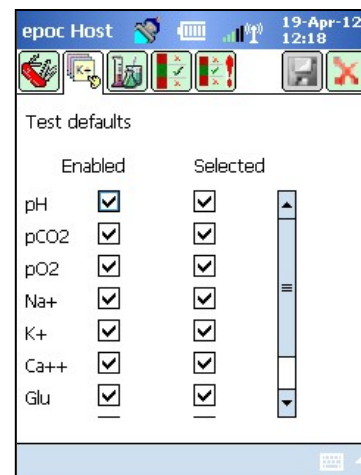 epoc Host 19-Apr-12
12:18
K+
Test defaults
Enabled Selected
pH
pCO2
pO2
Na+
K+
Ca++
Glu